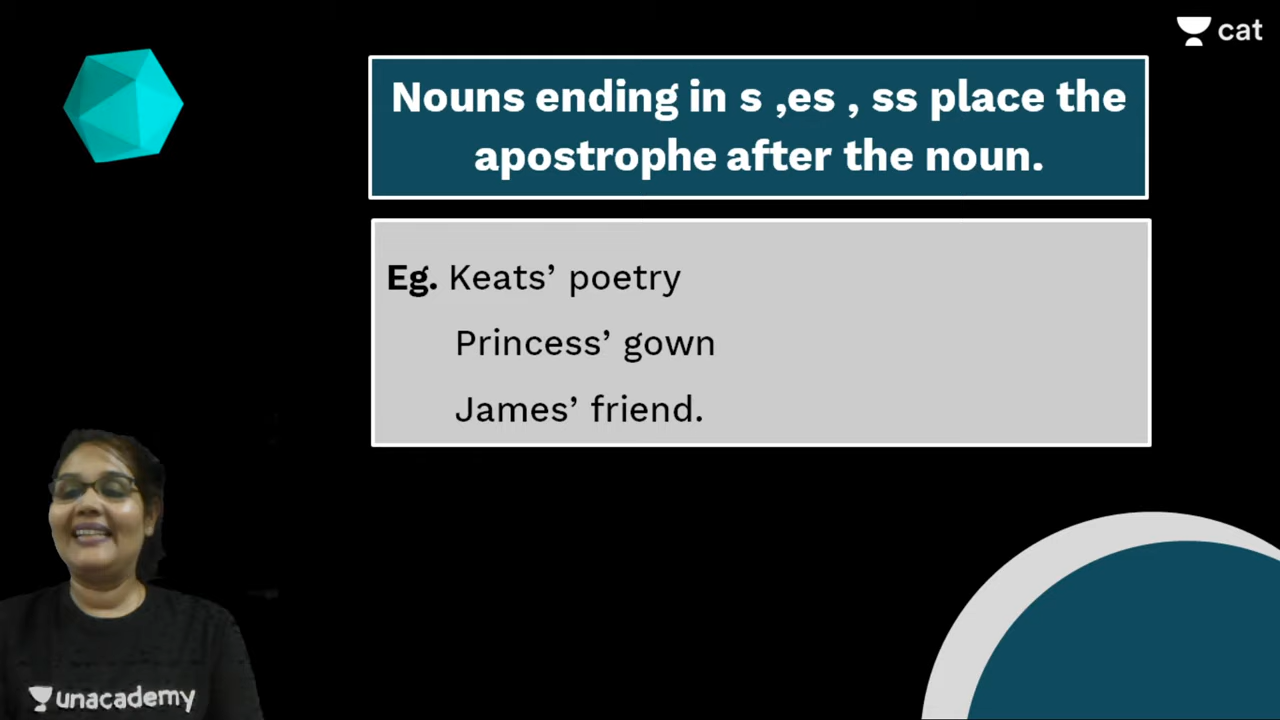 cat
Nouns ending in s ,es , ss place the
apostrophe after the noun.
Eg. Keats’ poetry
Princess’ gown
James’ friend.
unacademy